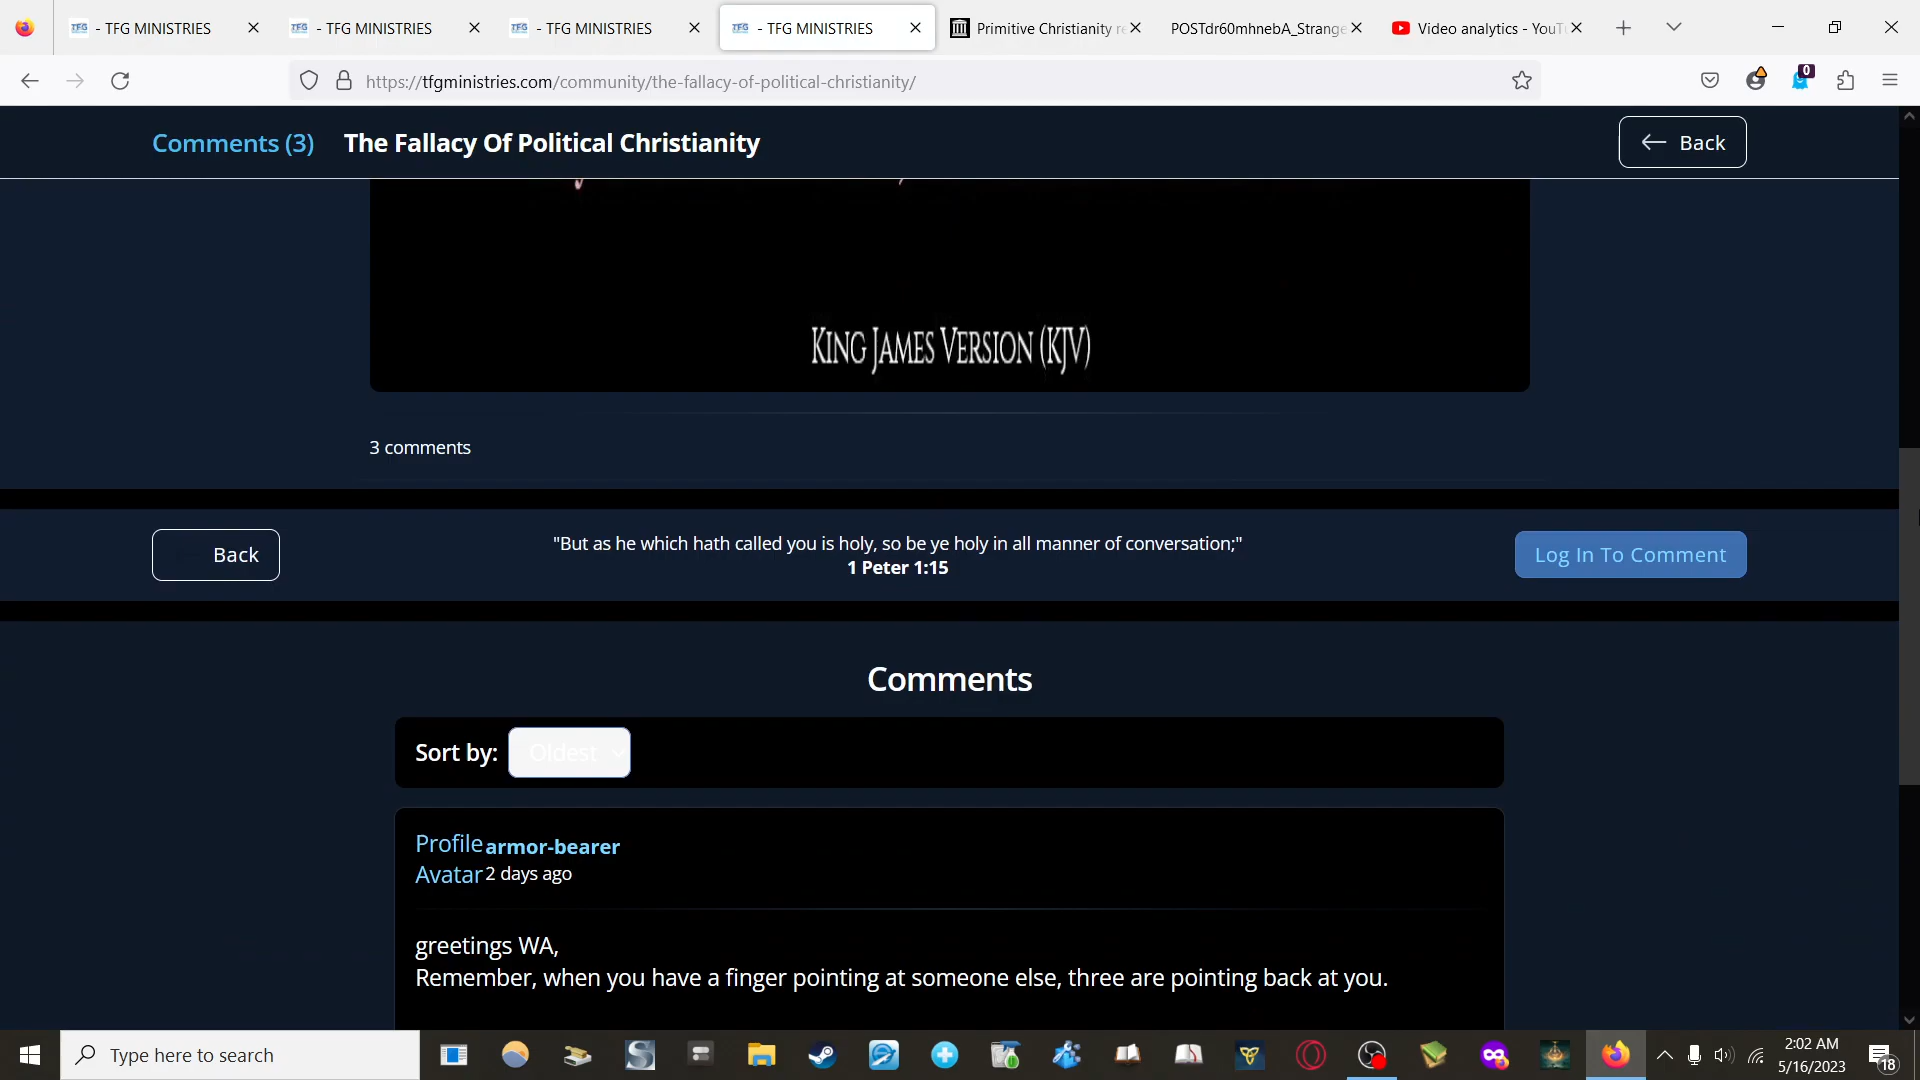 - TFG MINISTRIES
- TFG MINISTRIES
- TFG MINISTRIES
- TFG MINISTRIES
Primitive Christianity re
POSTdr60mhnebA_Strange
Video analytics - YouTu
https://tfgministries.com/community/the-fallacy-of-political-christianity/
0
Comments (3)
The Fallacy Of Political Christianity
Back
King James Version (KJV)
3 comments
Back
"But as he which hath called you is holy, so be ye holy in all manner of conversation;"
1 Peter 1:15
Log In To Comment
Comments
Sort by:
Oldest
Profile
Avatar
armor-bearer
2 days ago
greetings WA,
Remember, when you have a finger pointing at someone else, three are pointing back at you.
Type here to search
2:02 AM
5/16/2023
18